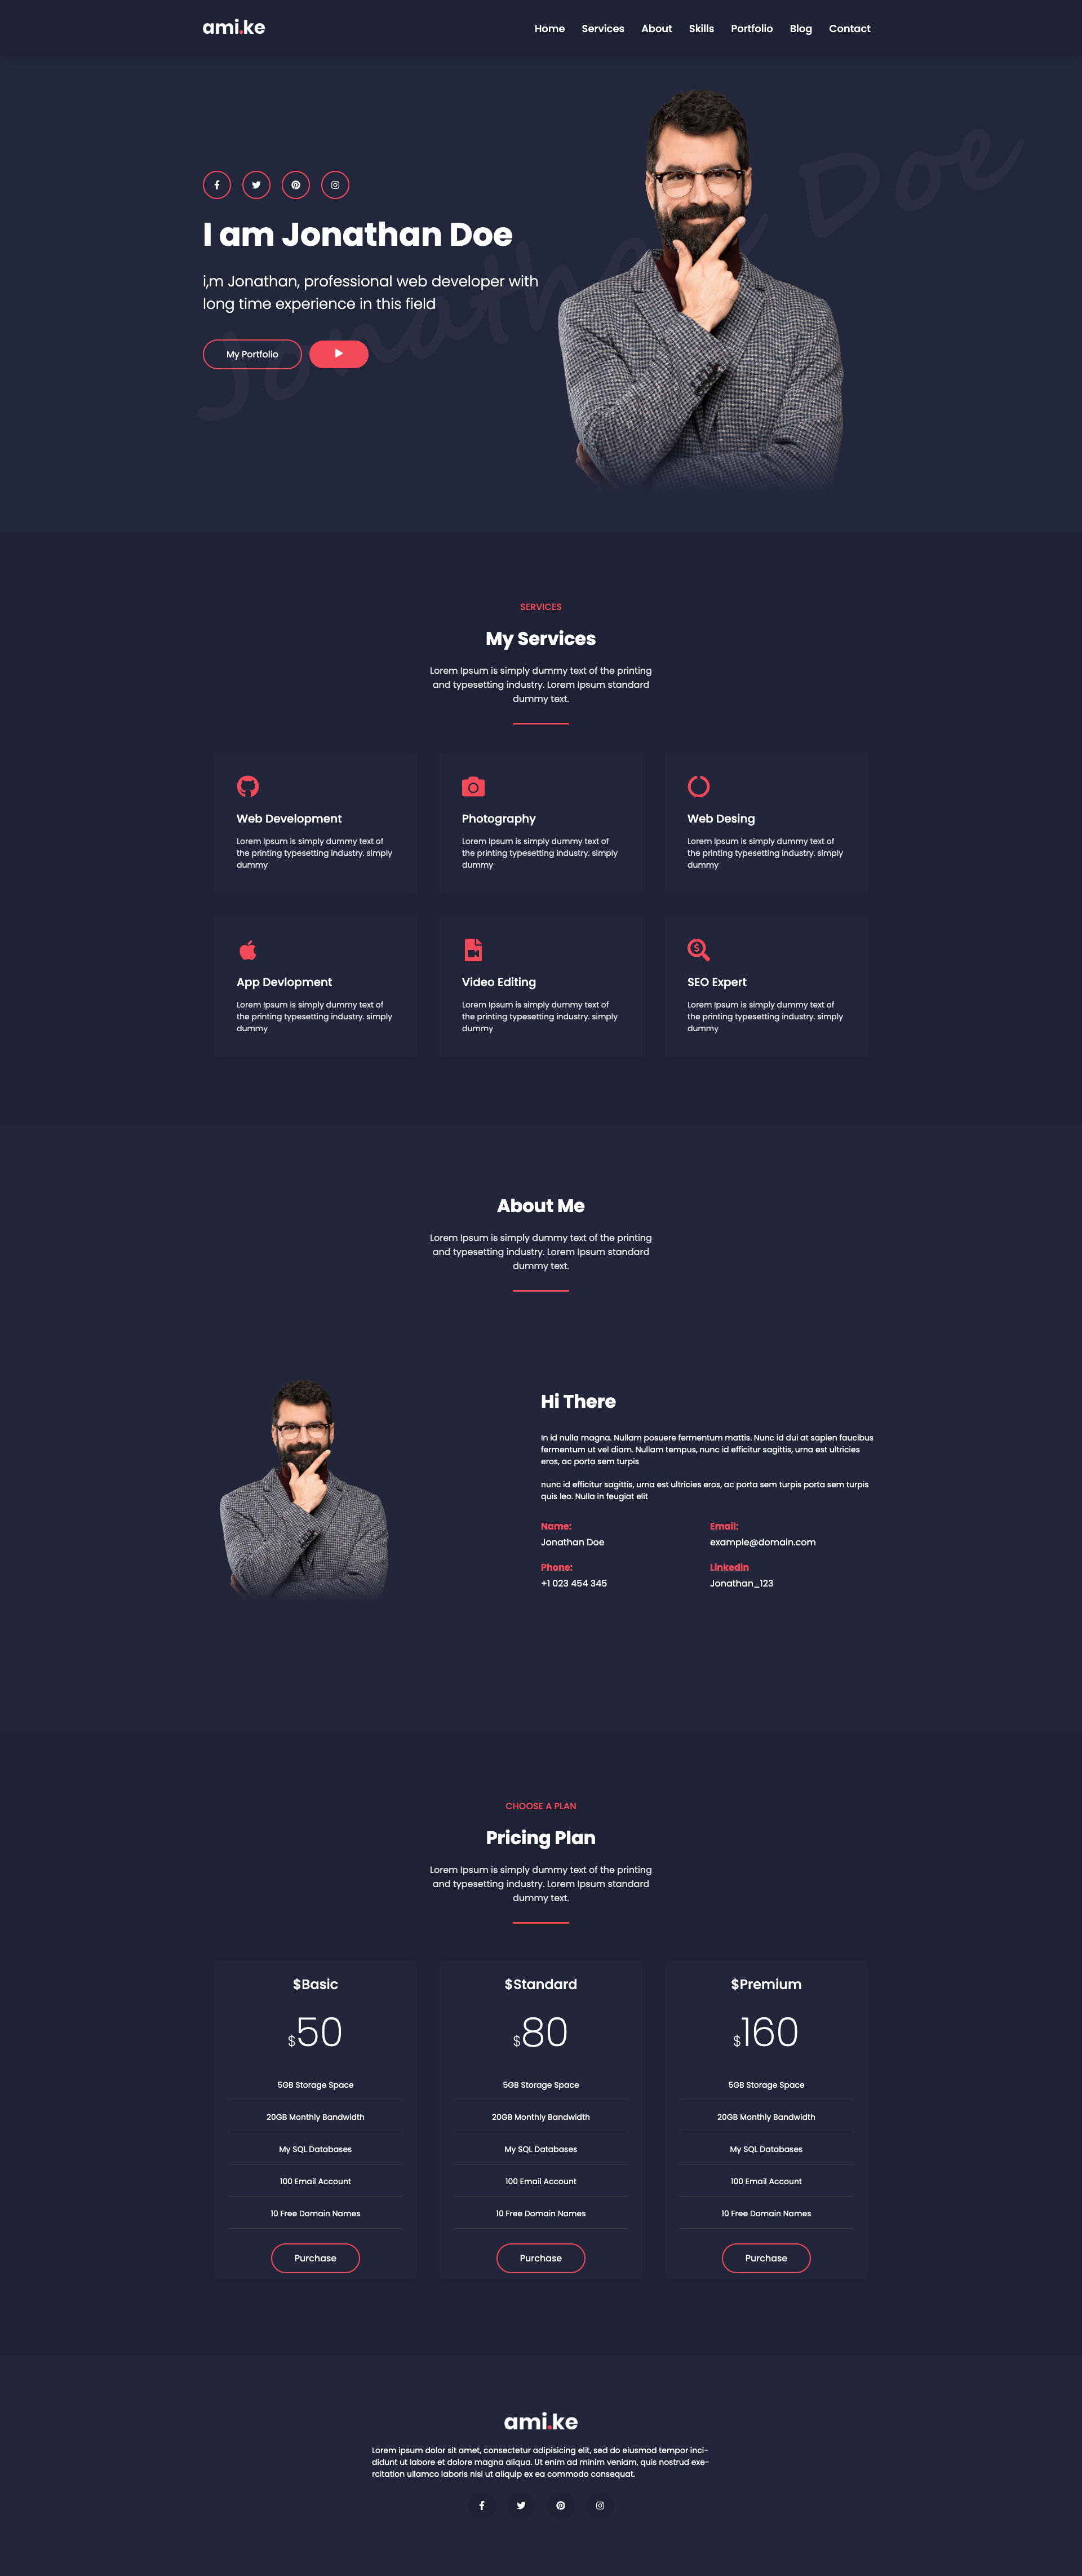 ami.ke
Home Services About Skills Portfolio Blog Contact
Jonathan Doe
I am Jonathan Doe
i,m Jonathan, professional web developer with
long time experience in this field
My Portfolio
SERVICES
My Services
Lorem Ipsum is simply dummy text of the printing
and typesetting industry. Lorem Ipsum standard
dummy text.
Web Development
Lorem Ipsum is simply dummy text of
the printing typesetting industry. simply
dummy
Photography
Lorem Ipsum is simply dummy text of
the printing typesetting industry. simply
dummy
Web Desing
Lorem Ipsum is simply dummy text of
the printing typesetting industry. simply
dummy
App Devlopment
Lorem Ipsum is simply dummy text of
the printing typesetting industry. simply
dummy
Video Editing
Lorem Ipsum is simply dummy text of
the printing typesetting industry. simply
dummy
SEO Expert
Lorem Ipsum is simply dummy text of
the printing typesetting industry. simply
dummy
About Me
Lorem Ipsum is simply dummy text of the printing
and typesetting industry. Lorem Ipsum standard
dummy text.
Hi There
In id nulla magna. Nullam posuere fermentum mattis. Nunc id dui at sapien faucibus
fermentum ut vel diam. Nullam tempus, nunc id efficitur sagittis, urna est ultricies
eros, ac porta sem turpis
nunc id efficitur sagittis, urna est ultricies eros, ac porta sem turpis porta sem turpis
quis leo. Nulla in feugiat elit
Name:
Jonathan Doe
Email:
example@domain.com
Phone:
+1 023 454 345
Linkedin
Jonathan_123
CHOOSE A PLAN
Pricing Plan
Lorem Ipsum is simply dummy text of the printing
and typesetting industry. Lorem Ipsum standard
dummy text.
$Basic
$50
5GB Storage Space
20GB Monthly Bandwidth
My SQL Databases
100 Email Account
10 Free Domain Names
Purchase
$Standard
$80
5GB Storage Space
20GB Monthly Bandwidth
My SQL Databases
100 Email Account
10 Free Domain Names
Purchase
$Premium
$160
5GB Storage Space
20GB Monthly Bandwidth
My SQL Databases
100 Email Account
10 Free Domain Names
Purchase
ami.ke
Lorem ipsum dolor sit amet, consectetur adipisicing elit, sed do eiusmod tempor inci-
didunt ut labore et dolore magna aliqua. Ut enim ad minim veniam, quis nostrud exe-
rcitation ullamco laboris nisi ut aliquip ex ea commodo consequat.